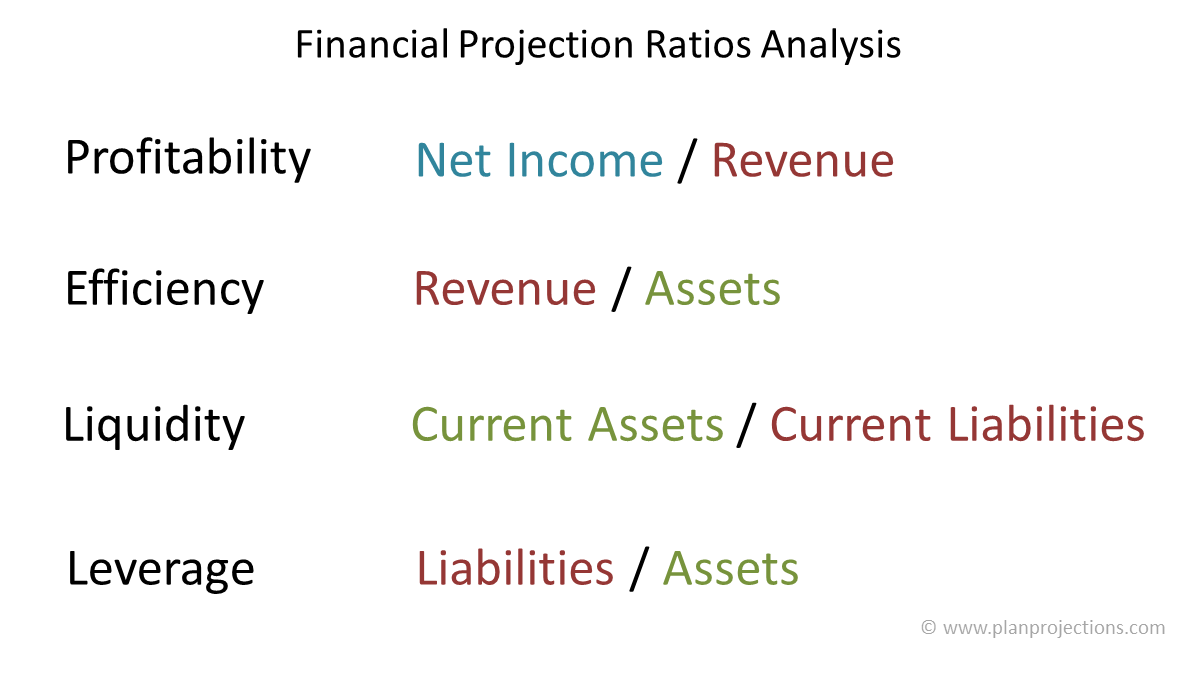 Financial Projection Ratios Analysis
Profitability Net Income / Revenue
Efficiency Revenue / Assets
Liquidity Current Assets / Current Liabilities
Leverage Liabilities / Assets
© www.planprojections.com